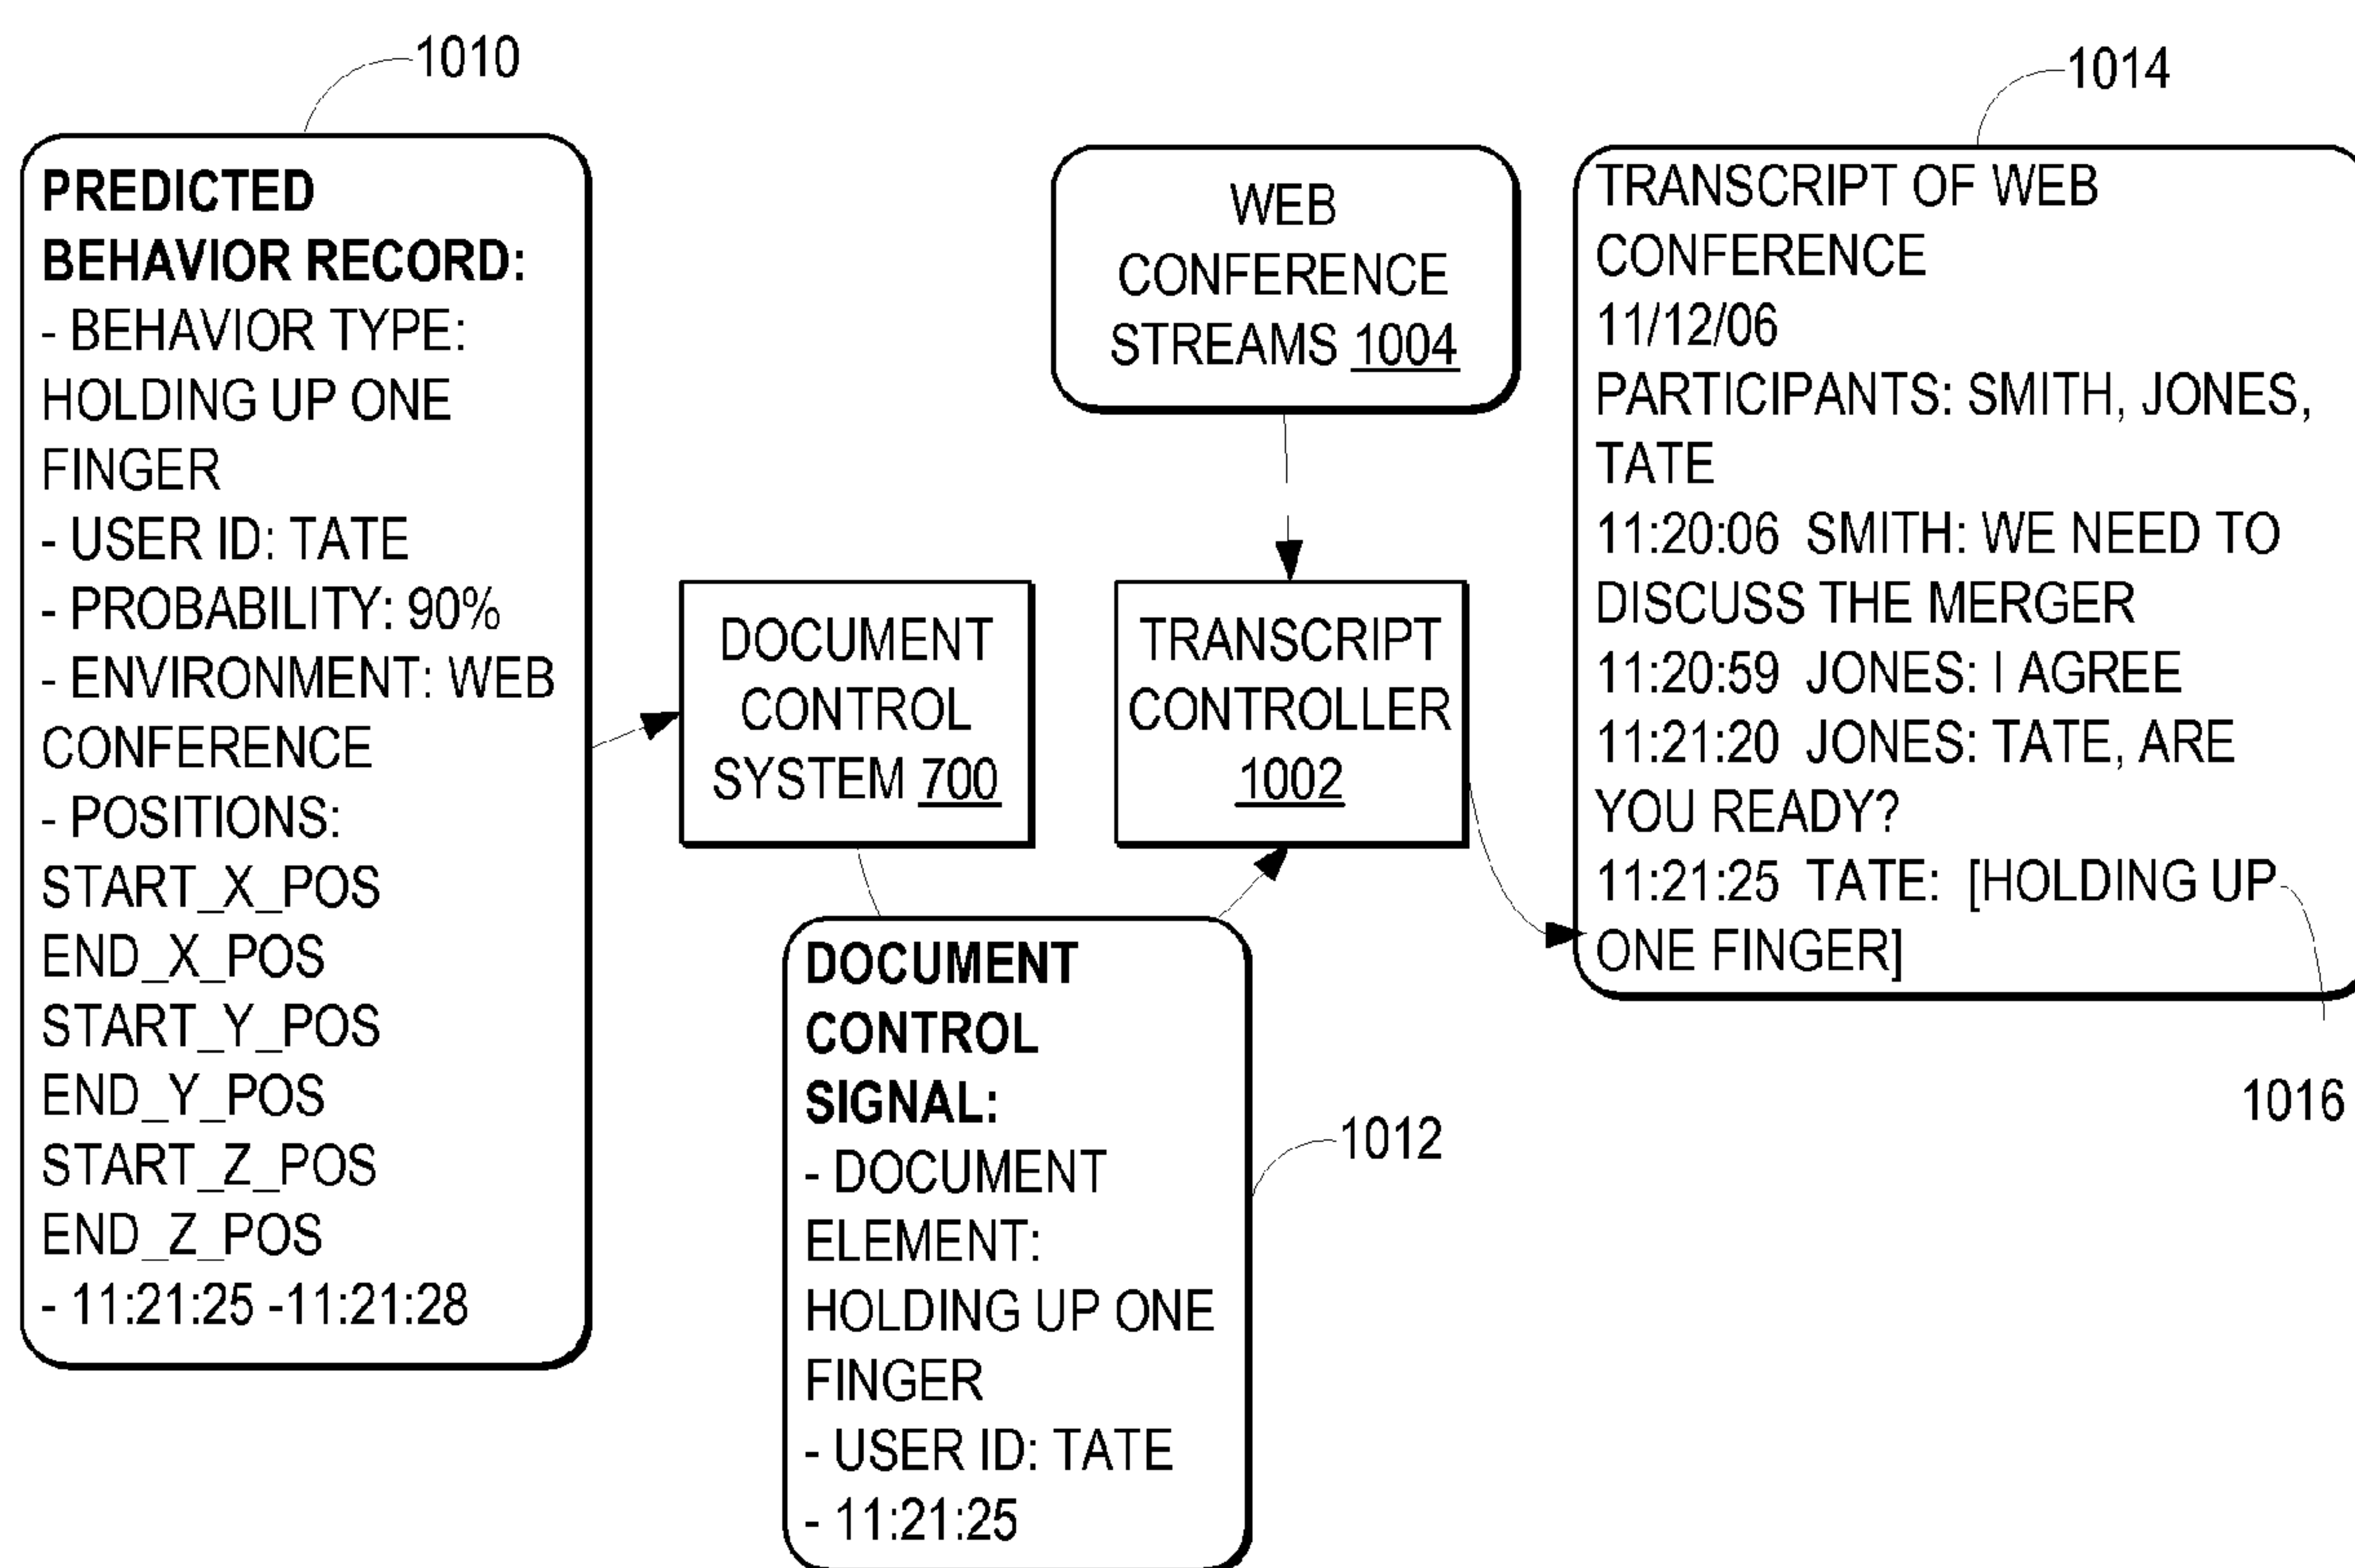 1010
PREDICTED
BEHAVIOR RECORD:
- BEHAVIOR TYPE:
HOLDING UP ONE
FINGER
- USER ID: TATE
- PROBABILITY: 90%
- ENVIRONMENT: WEB
CONFERENCE
- POSITIONS:
START_X_POS
END_X_POS
START_Y_POS
END_Y_POS
START_Z_POS
END_Z_POS
- 11:21:25 -11:21:28
DOCUMENT
CONTROL
SYSTEM 700
WEB
CONFERENCE
STREAMS 1004
TRANSCRIPT
CONTROLLER
1002
DOCUMENT
CONTROL
SIGNAL:
- DOCUMENT
ELEMENT:
HOLDING UP ONE
FINGER
- USER ID: TATE
- 11:21:25
1012
1014
TRANSCRIPT OF WEB
CONFERENCE
11/12/06
PARTICIPANTS: SMITH, JONES,
TATE
11:20:06 SMITH: WE NEED TO
DISCUSS THE MERGER
11:20:59 JONES: I AGREE
11:21:20 JONES: TATE, ARE
YOU READY?
11:21:25 TATE: [HOLDING UP
ONE FINGER]
1016